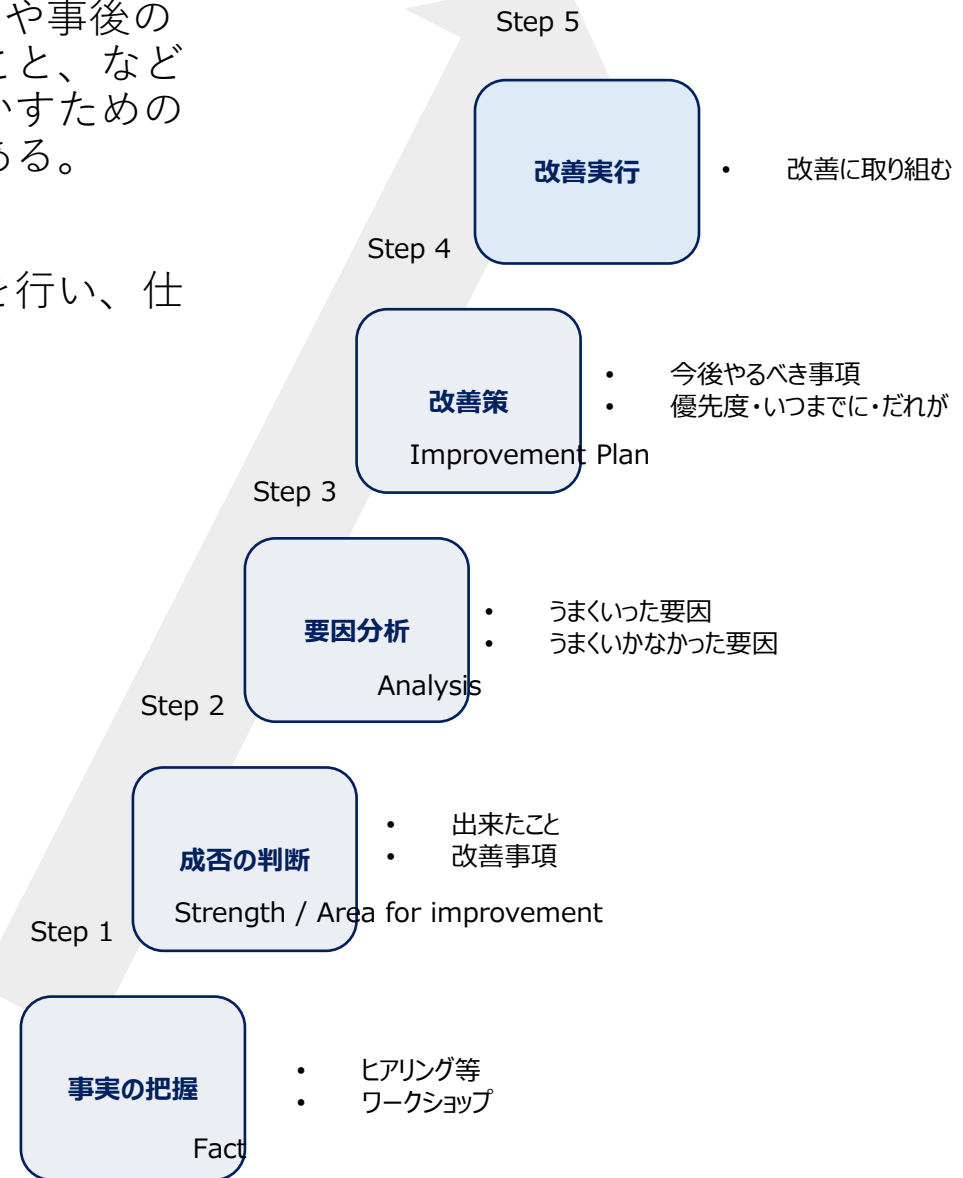 や事後の
こと、など
かすための
ある。
を行い、仕
Step 5
改善実行
• 改善に取り組む
Step 4
改善策
Improvement Plan
• 今後やるべき事項
• 優先度・いつまでに・だれが
Step 3
要因分析
Analysis
• うまくいった要因
• うまくいかなかった要因
Step 2
成否の判断
Strength / Area for improvement
• 出来たこと
• 改善事項
Step 1
事実の把握
Fact
• ヒアリング等
• ワークショップ